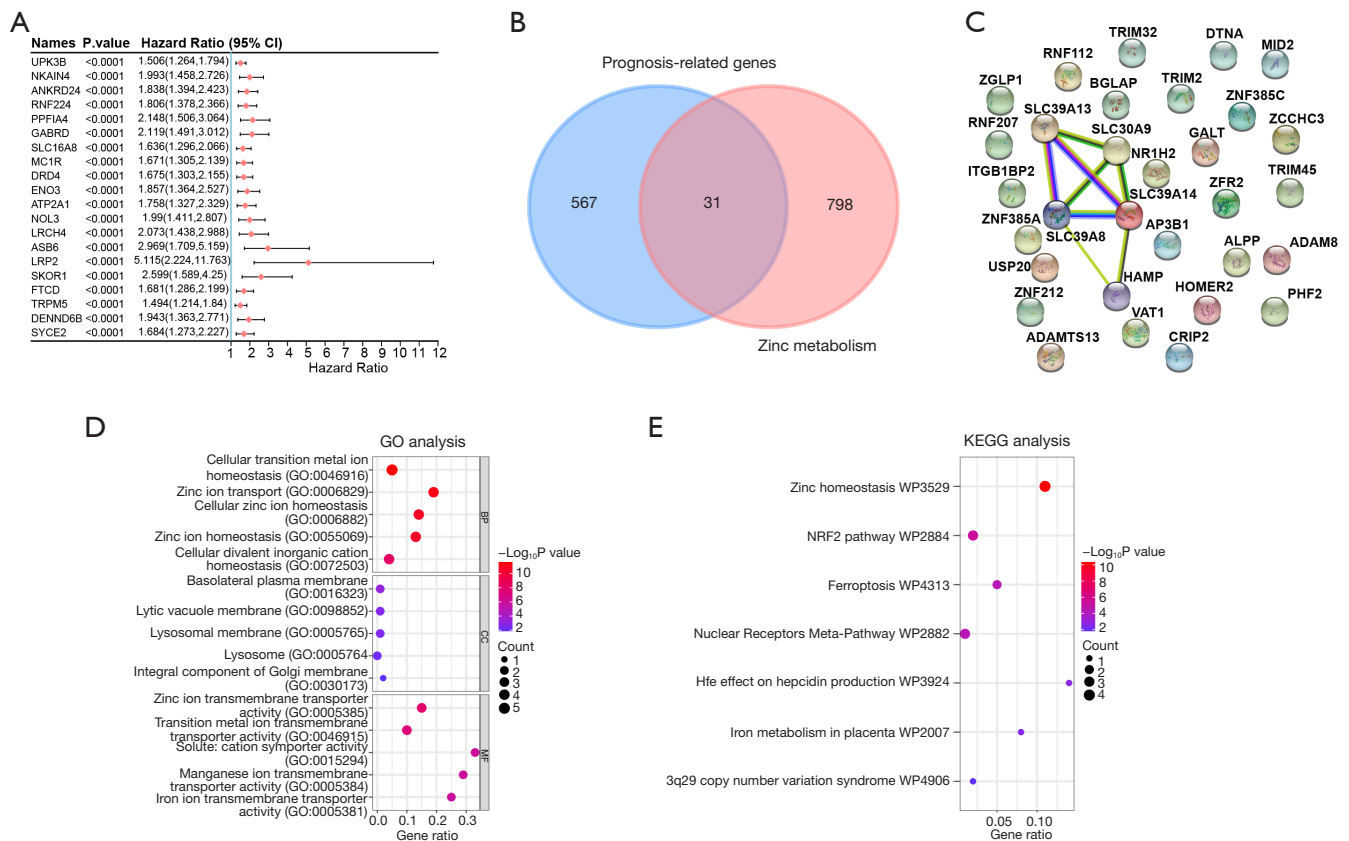 A
Names P.value Hazard Ratio (95% CI)
UPK3B <0.0001 1.506(1.264,1.794)
NKAIN4 <0.0001 1.993(1.458,2.726)
ANKRD24 <0.0001 1.838(1.394,2.423)
RNF224 <0.0001 1.806(1.378,2.366)
PPFIA4 <0.0001 2.148(1.506,3.064)
GABRD <0.0001 2.119(1.491,3.012)
SLC16A8 <0.0001 1.636(1.296,2.066)
MC1R <0.0001 1.671(1.305,2.139)
DRD4 <0.0001 1.675(1.303,2.155)
ENO3 <0.0001 1.857(1.364,2.527)
ATP2A1 <0.0001 1.758(1.327,2.329)
NOL3 <0.0001 1.99(1.411,2.807)
LRCH4 <0.0001 2.073(1.438,2.988)
ASB6 <0.0001 2.969(1.709,5.159)
LRP2 <0.0001 5.115(2.224,11.763)
SKOR1 <0.0001 2.599(1.589,4.25)
FTCD <0.0001 1.681(1.286,2.199)
TRPM5 <0.0001 1.494(1.214,1.84)
DENND6B <0.0001 1.943(1.363,2.771)
SYCE2 <0.0001 1.684(1.273,2.227)
1 2 3 4 5 6 7 8 9 10 11 12
Hazard Ratio
B
Prognosis-related genes
567 31 798
Zinc metabolism
C
TRIM32
DTNA
MID2
RNF112
ZGLP1
BGLAP
TRIM2
ZNF385C
SLC39A13
RNF207
SLC30A9
GALT
ZCCHC3
NR1H2
ITGB1BP2
TRIM45
SLC39A14
ZFR2
ZNF385A
AP3B1
SLC39A8
ALPP
ADAM8
USP20
HAMP
HOMER2
PHF2
ZNF212
VAT1
ADAMTS13
CRIP2
D
GO analysis
Cellular transition metal ion
homeostasis (GO:0046916)
Zinc ion transport (GO:0006829)
Cellular zinc ion homeostasis
(GO:0006882)
Zinc ion homeostasis (GO:0055069)
Cellular divalent inorganic cation
homeostasis (GO:0072503)
BP
Basolateral plasma membrane
(GO:0016323)
Lytic vacuole membrane (GO:0098852)
Lysosomal membrane (GO:0005765)
Lysosome (GO:0005764
Integral component of Golgi membrane
(GO:0030173)
CC
Zinc ion transmembrane transporter
activity (GO:0005385)
Transition metal ion transmembrane
transporter activity (GO:0046915)
Solute: cation symporter activity
(GO:0015294)
Manganese ion transmembrane
transporter activity (GO:0005384)
Iron ion transmembrane transporter
activity (GO:0005381)
MF
0.0 0.1 0.2 0.3
Gene ratio
−Log₁₀P value
10
8
6
4
2
Count
1
2
3
4
5
E
KEGG analysis
Zinc homeostasis WP3529
NRF2 pathway WP2884
Ferroptosis WP4313
Nuclear Receptors Meta-Pathway WP2882
Hfe effect on hepcidin production WP3924
Iron metabolism in placenta WP2007
3q29 copy number variation syndrome WP4906
0.05 0.10
Gene ratio
−Log₁₀P value
10
8
6
4
2
Count
1
2
3
4